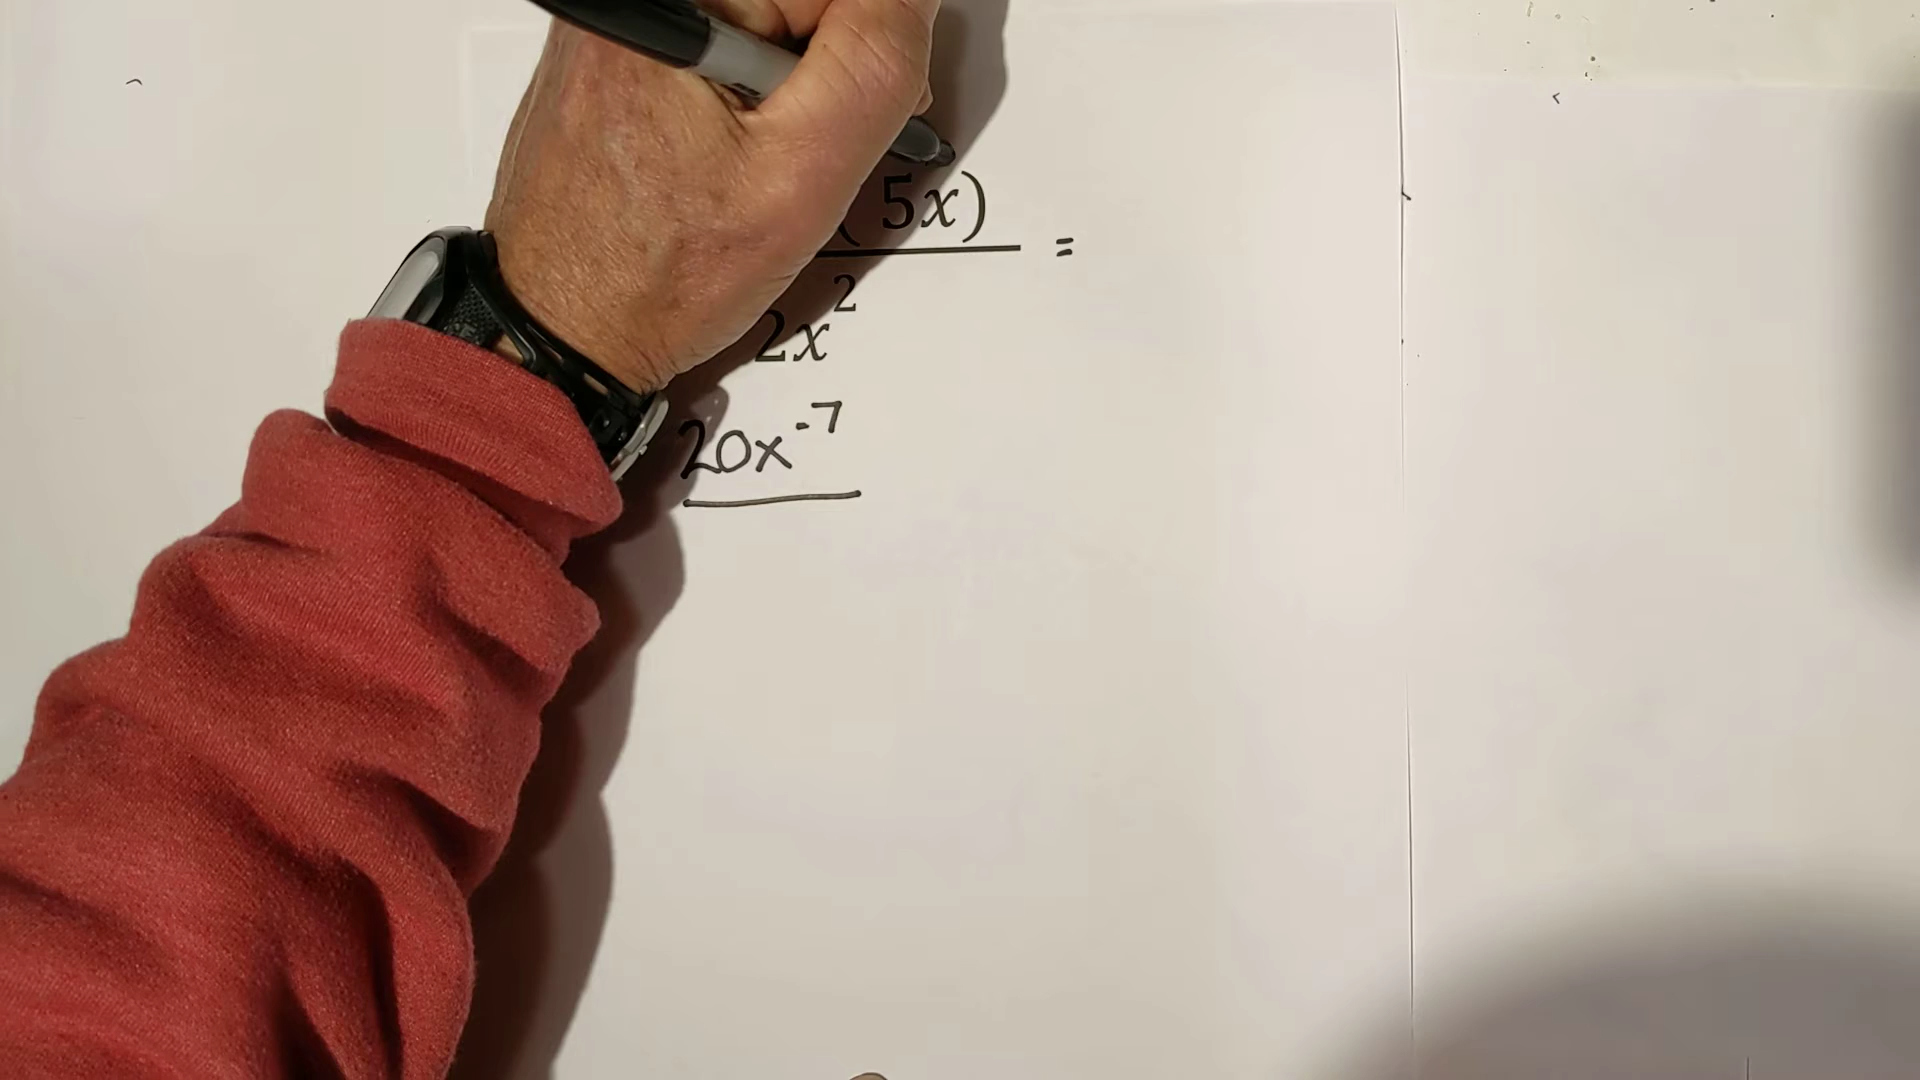 ( 5x)
=
2x²
20x⁻⁷